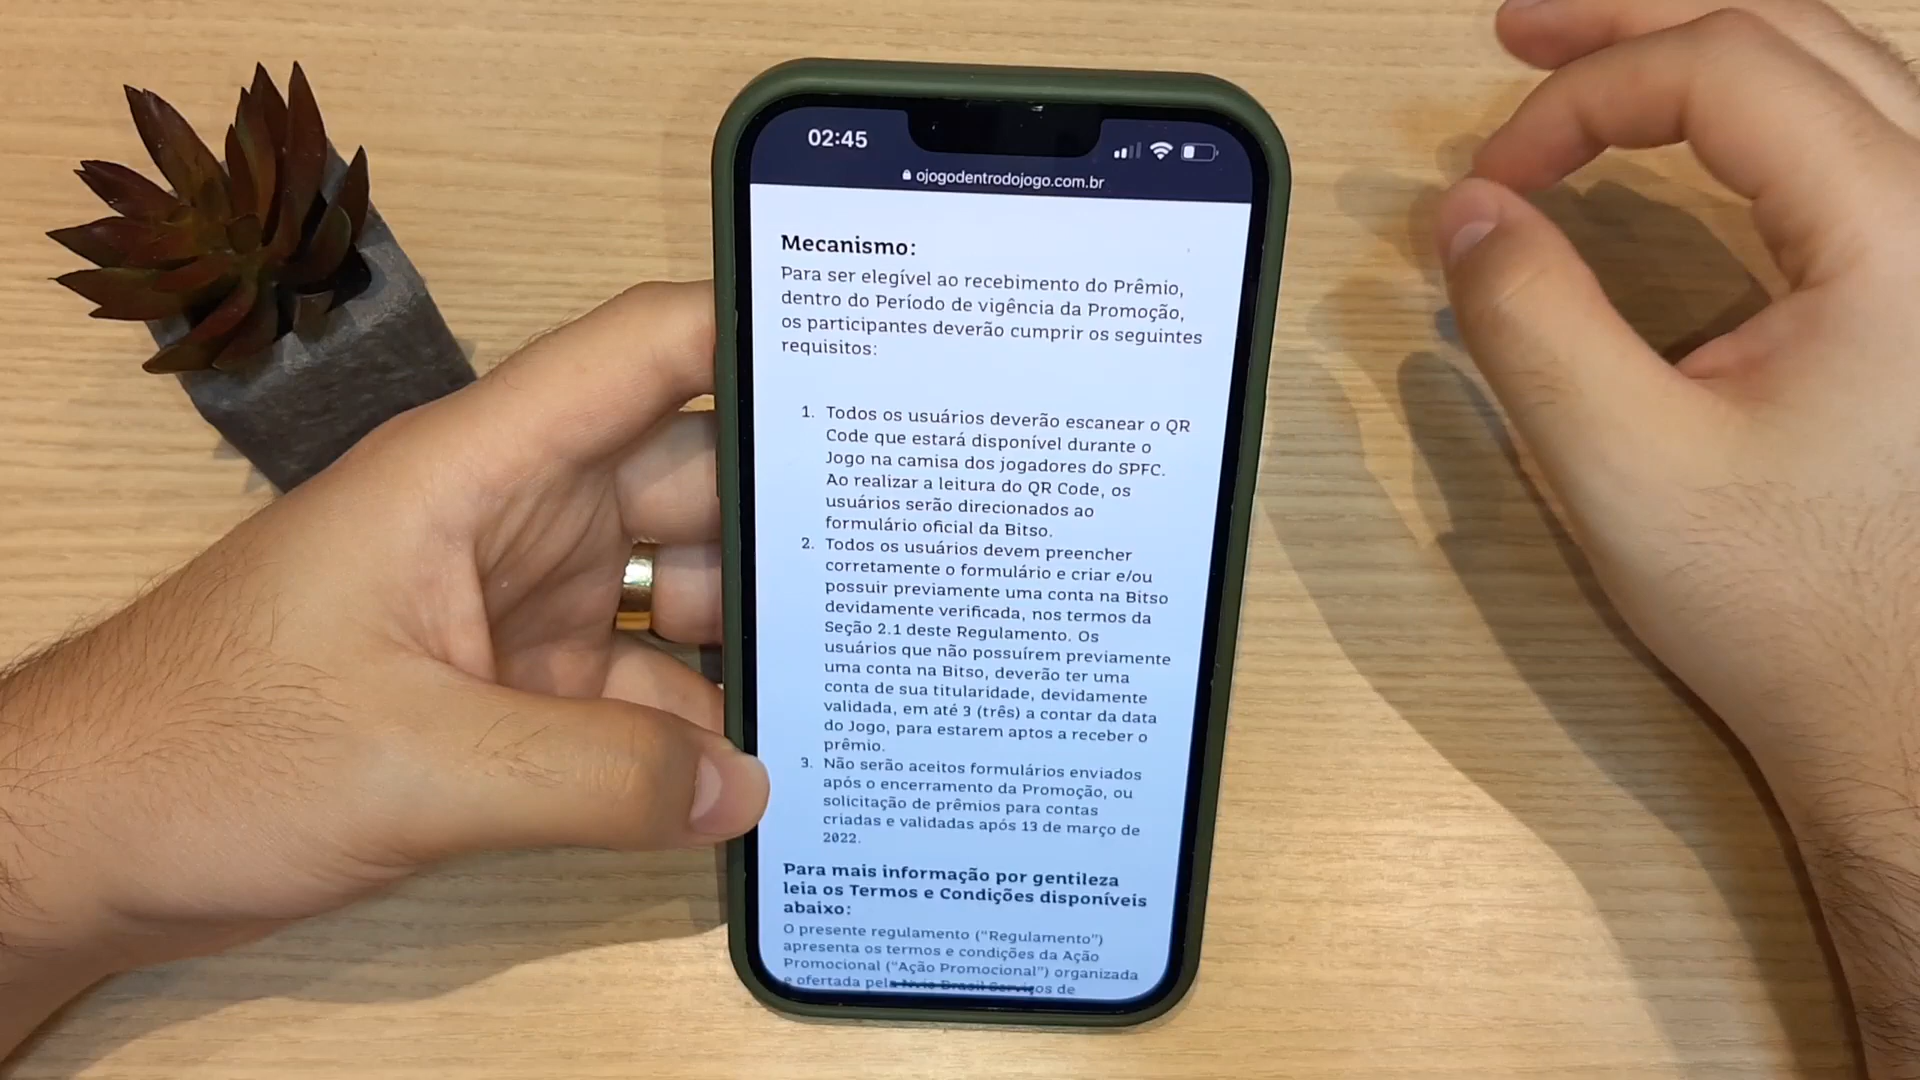 02:45
ojogodentrodojogo.com.br
Mecanismo:
Para ser elegível ao recebimento do Prêmio,
dentro do Período de vigência da Promoção,
os participantes deverão cumprir os seguintes
requisitos:
1. Todos os usuários deverão escanear o QR
Code que estará disponível durante o
Jogo na camisa dos jogadores do SPFC.
Ao realizar a leitura do QR Code, os
usuários serão direcionados ao
formulário oficial da Bitso.
2. Todos os usuários devem preencher
corretamente o formulário e criar e/ou
possuir previamente uma conta na Bitso
devidamente verificada, nos termos da
Seção 2.1 deste Regulamento. Os
usuários que não possuírem previamente
uma conta na Bitso, deverão ter uma
conta de sua titularidade, devidamente
validada, em até 3 (três) a contar da data
do Jogo, para estarem aptos a receber o
prêmio.
3. Não serão aceitos formulários enviados
após o encerramento da Promoção, ou
solicitação de prêmios para contas
criadas e validadas após 13 de março de
2022.
Para mais informação por gentileza
leia os Termos e Condições disponíveis
abaixo:
O presente regulamento (“Regulamento”)
apresenta os termos e condições da Ação
Promocional (“Ação Promocional”) organizada
e ofertada pela Nvio Brasil Serviços de